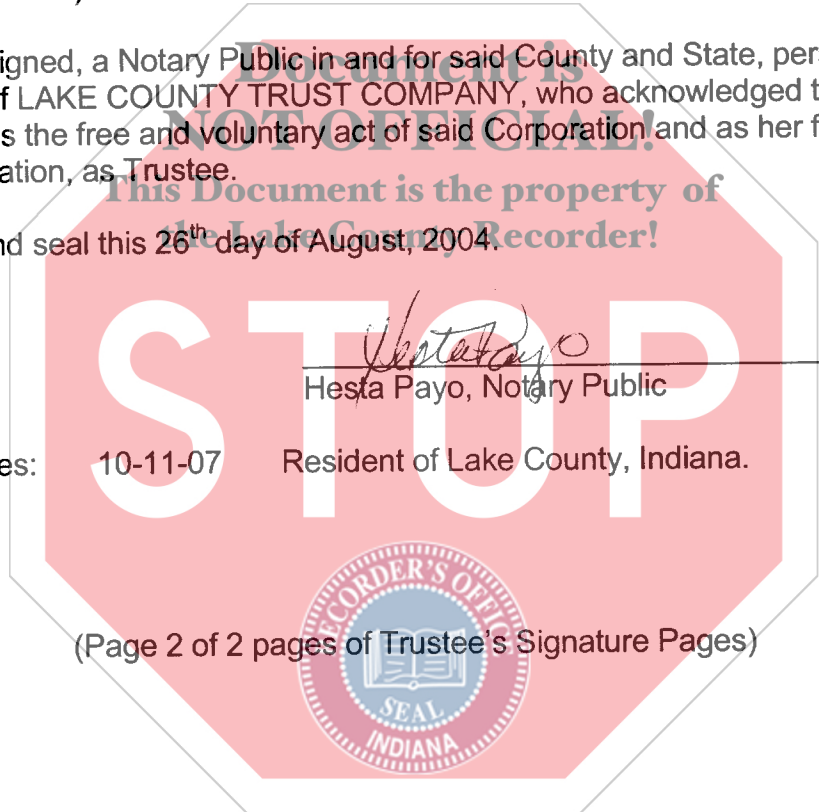 igned, a Notary Public in and for said County and State, per
Document is
f LAKE COUNTY TRUST COMPANY, who acknowledged t
NOT OFFICIAL!
s the free and voluntary act of said Corporation and as her f
ation, as Trustee.
This Document is the property of
the Lake County Recorder!
nd seal this 26th day of August, 2004.
STOP
Hesta Payo
Hesta Payo, Notary Public
es: 10-11-07 Resident of Lake County, Indiana.
RECORDER'S OFFICE
(Page 2 of 2 pages of Trustee's Signature Pages)
SEAL
INDIANA